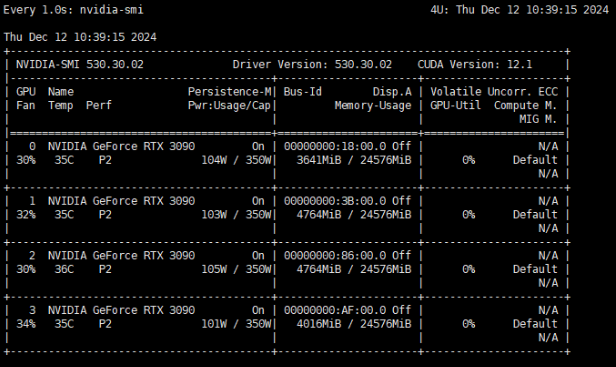 Every 1.0s: nvidia-smi 4U: Thu Dec 12 10:39:15 2024
Thu Dec 12 10:39:15 2024
+-----------------------------------------------------------------------------+
| NVIDIA-SMI 530.30.02 Driver Version: 530.30.02 CUDA Version: 12.1 |
|-----------------------------------------+----------------------+----------------------+
| GPU Name Persistence-M| Bus-Id Disp.A | Volatile Uncorr. ECC |
| Fan Temp Perf Pwr:Usage/Cap| Memory-Usage | GPU-Util Compute M. |
| | | MIG M. |
|=========================================+======================+======================|
| 0 NVIDIA GeForce RTX 3090 On | 00000000:18:00.0 Off | N/A |
| 30% 35C P2 104W / 350W| 3641MiB / 24576MiB | 0% Default |
| | | N/A |
+-----------------------------------------+----------------------+----------------------+
| 1 NVIDIA GeForce RTX 3090 On | 00000000:3B:00.0 Off | N/A |
| 32% 35C P2 103W / 350W| 4764MiB / 24576MiB | 0% Default |
| | | N/A |
+-----------------------------------------+----------------------+----------------------+
| 2 NVIDIA GeForce RTX 3090 On | 00000000:86:00.0 Off | N/A |
| 30% 36C P2 105W / 350W| 4764MiB / 24576MiB | 0% Default |
| | | N/A |
+-----------------------------------------+----------------------+----------------------+
| 3 NVIDIA GeForce RTX 3090 On | 00000000:AF:00.0 Off | N/A |
| 34% 35C P2 101W / 350W| 4016MiB / 24576MiB | 0% Default |
| | | N/A |
+-----------------------------------------+----------------------+----------------------+